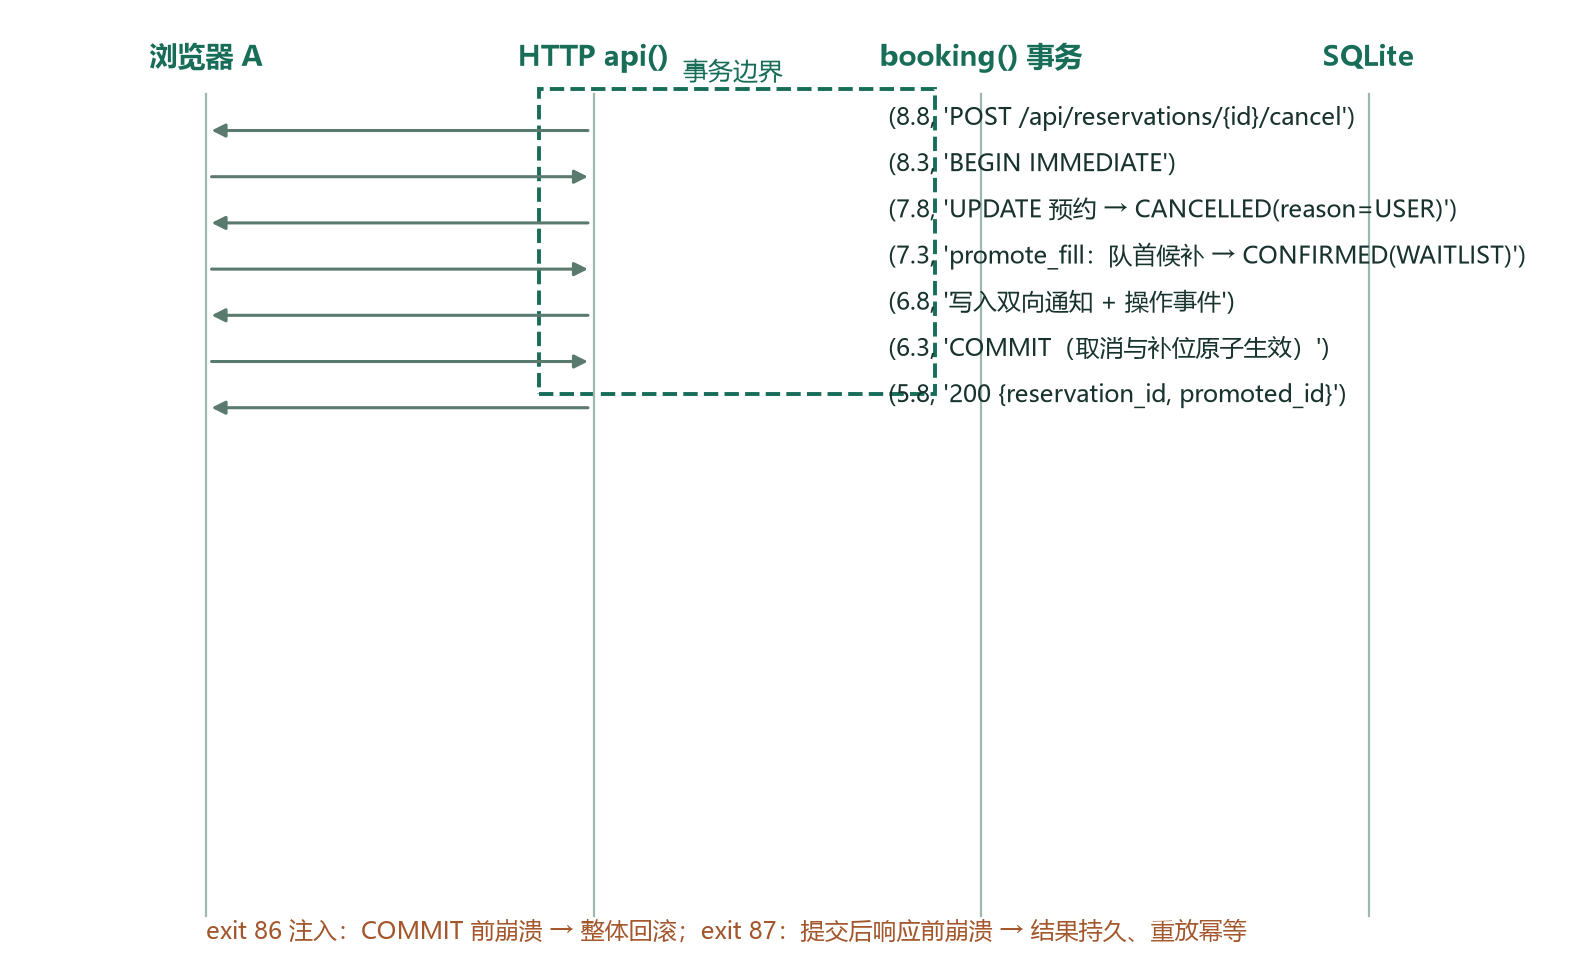 浏览器 A
HTTP api()
booking() 事务
SQLite
事务边界
(8.8, 'POST /api/reservations/{id}/cancel')
(8.3, 'BEGIN IMMEDIATE')
(7.8, 'UPDATE 预约 → CANCELLED(reason=USER)')
(7.3, 'promote_fill：队首候补 → CONFIRMED(WAITLIST)')
(6.8, '写入双向通知 + 操作事件')
(6.3, 'COMMIT（取消与补位原子生效）')
(5.8, '200 {reservation_id, promoted_id}')
exit 86 注入：COMMIT 前崩溃 → 整体回滚；exit 87：提交后响应前崩溃 → 结果持久、重放幂等